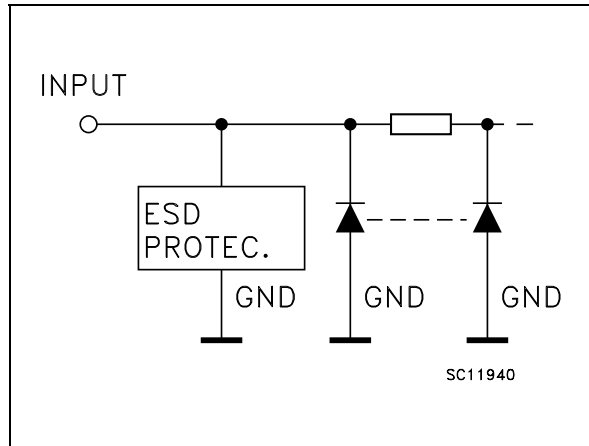 INPUT
ESD
PROTEC.
GND
GND
GND
SC11940